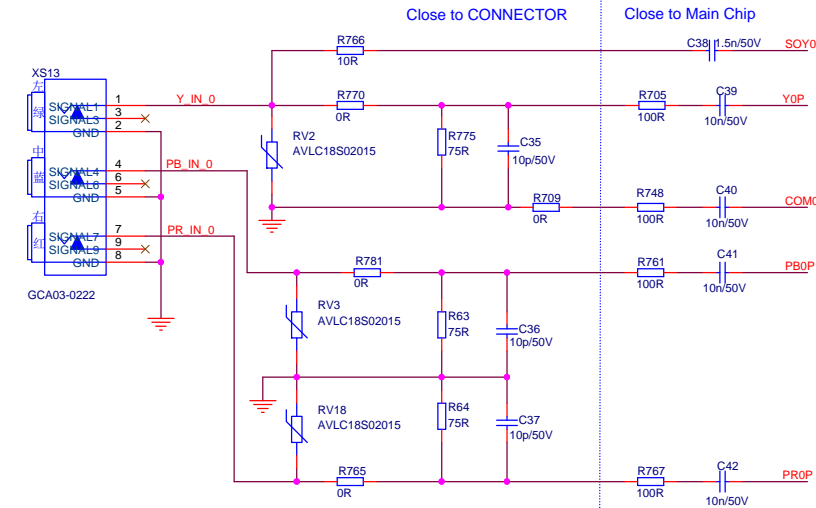 Close to CONNECTOR
Close to Main Chip
R766
10R
C38
1.5n/50V
SOY0
XS13
左
绿
SIGNAL1
1
SIGNAL3
3
GND
2
Y_IN_0
R770
0R
R705
100R
C39
10n/50V
Y0P
RV2
AVLC18S02015
R775
75R
C35
10p/50V
中
蓝
SIGNAL4
4
SIGNAL6
6
GND
5
PB_IN_0
R709
0R
R748
100R
C40
10n/50V
COM0
右
红
SIGNAL7
7
SIGNAL9
9
GND
8
PR_IN_0
GCA03-0222
R781
0R
R761
100R
C41
10n/50V
PB0P
RV3
AVLC18S02015
R63
75R
C36
10p/50V
RV18
AVLC18S02015
R64
75R
C37
10p/50V
R765
0R
R767
100R
C42
10n/50V
PR0P